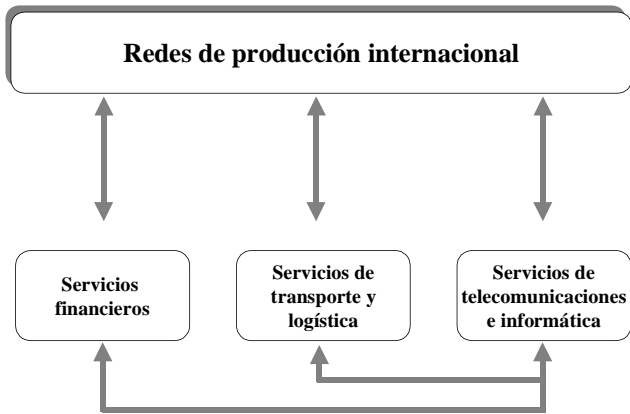 Redes de producción internacional
Servicios
financieros
Servicios de
transporte y
logística
Servicios de
telecomunicaciones
e informática